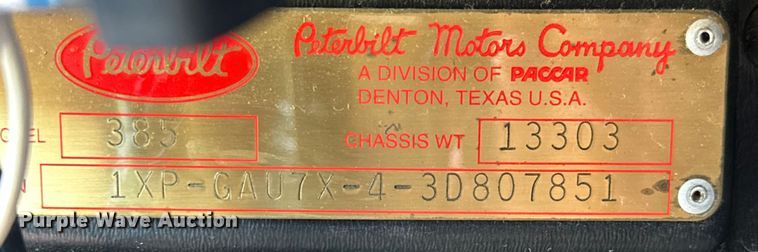 Peterbilt
Peterbilt Motors Company
A DIVISION OF PACCAR
DENTON, TEXAS U.S.A.
385 CHASSIS WT 13303
1XP-GAU7X-4-3D807851
Purple Wave Auction